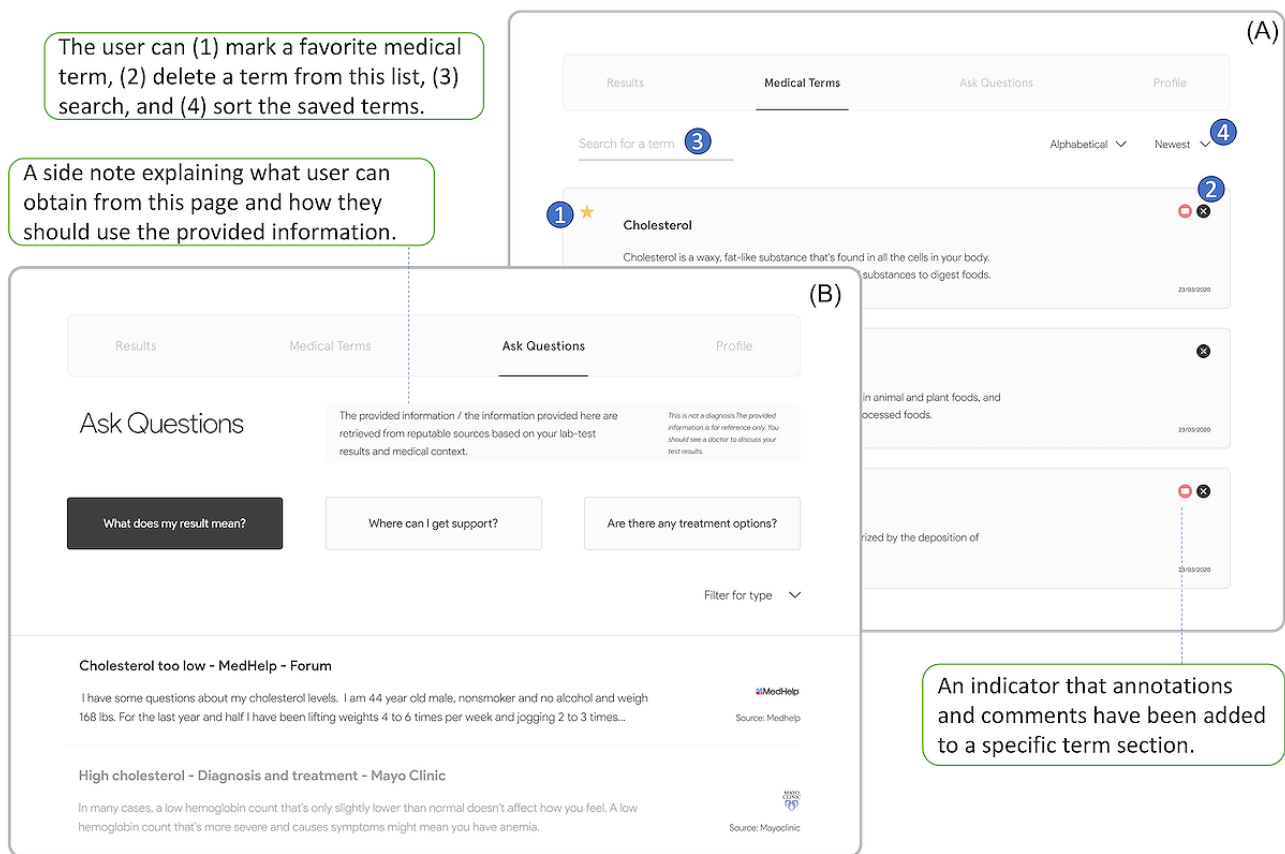 The user can (1) mark a favorite medical
term, (2) delete a term from this list, (3)
search, and (4) sort the saved terms.
A side note explaining what user can
obtain from this page and how they
should use the provided information.
(A)
Results Medical Terms Ask Questions Profile
Search for a term 3 Alphabetical Newest 4
2
1
Cholesterol
Cholesterol is a waxy, fat-like substance that's found in all the cells in your body.
substances to digest foods.
23/03/2020
in animal and plant foods, and
ocessed foods.
23/03/2020
rized by the deposition of
23/03/2020
An indicator that annotations
and comments have been added
to a specific term section.
(B)
Results Medical Terms Ask Questions Profile
Ask Questions
The provided information / the information provided here are
retrieved from reputable sources based on your lab-test
results and medical context.
This is not a diagnosis.The provided
information is for reference only. You
should see a doctor to discuss your
test results.
What does my result mean? Where can I get support? Are there any treatment options?
Filter for type
Cholesterol too low - MedHelp - Forum
I have some questions about my cholesterol levels. I am 44 year old male, nonsmoker and no alcohol and weigh
168 lbs. For the last year and half I have been lifting weights 4 to 6 times per week and jogging 2 to 3 times...
MedHelp
Source: Medhelp
High cholesterol - Diagnosis and treatment - Mayo Clinic
In many cases, a low hemoglobin count that's only slightly lower than normal doesn't affect how you feel. A low
hemoglobin count that's more severe and causes symptoms might mean you have anemia.
MAYO
CLINIC
Source: Mayoclinic